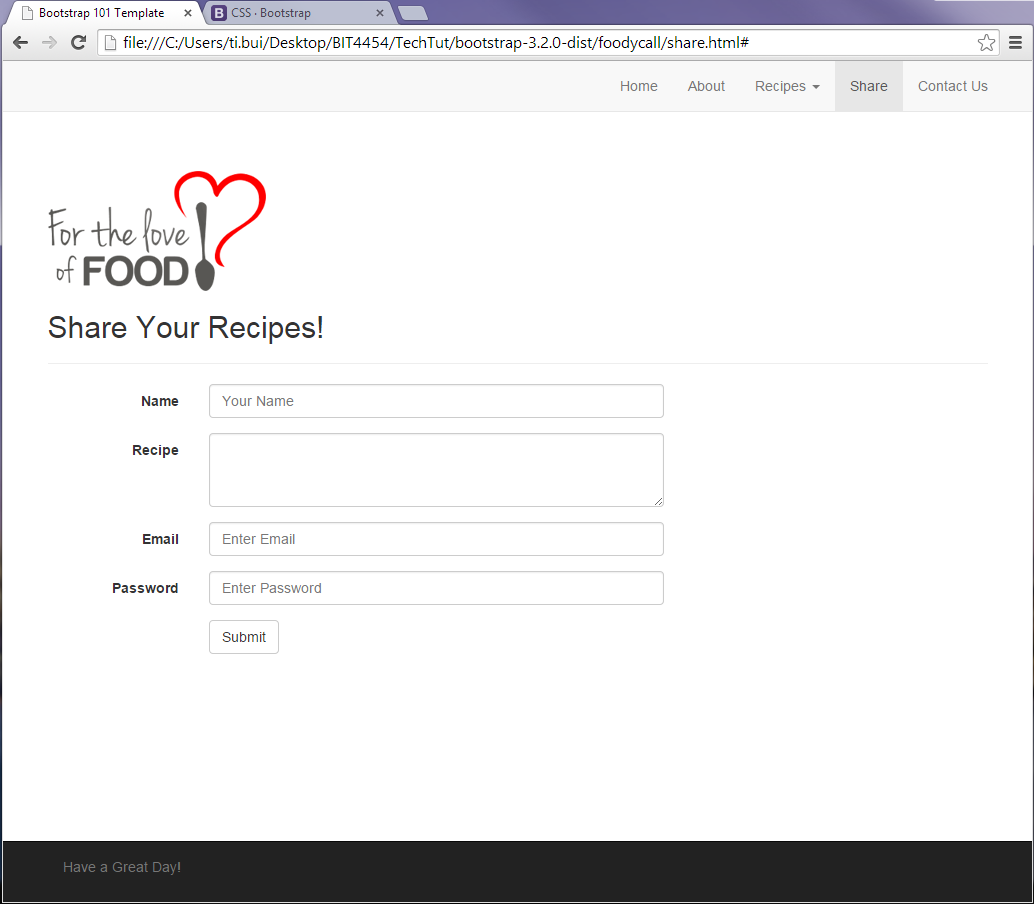 Bootstrap 101 Template
CSS · Bootstrap
file:///C:/Users/ti.bui/Desktop/BIT4454/TechTut/bootstrap-3.2.0-dist/foodycall/share.html#
Home About Recipes Share Contact Us
For the love
of FOOD
Share Your Recipes!
Name Your Name
Recipe
Email Enter Email
Password Enter Password
Submit
Have a Great Day!